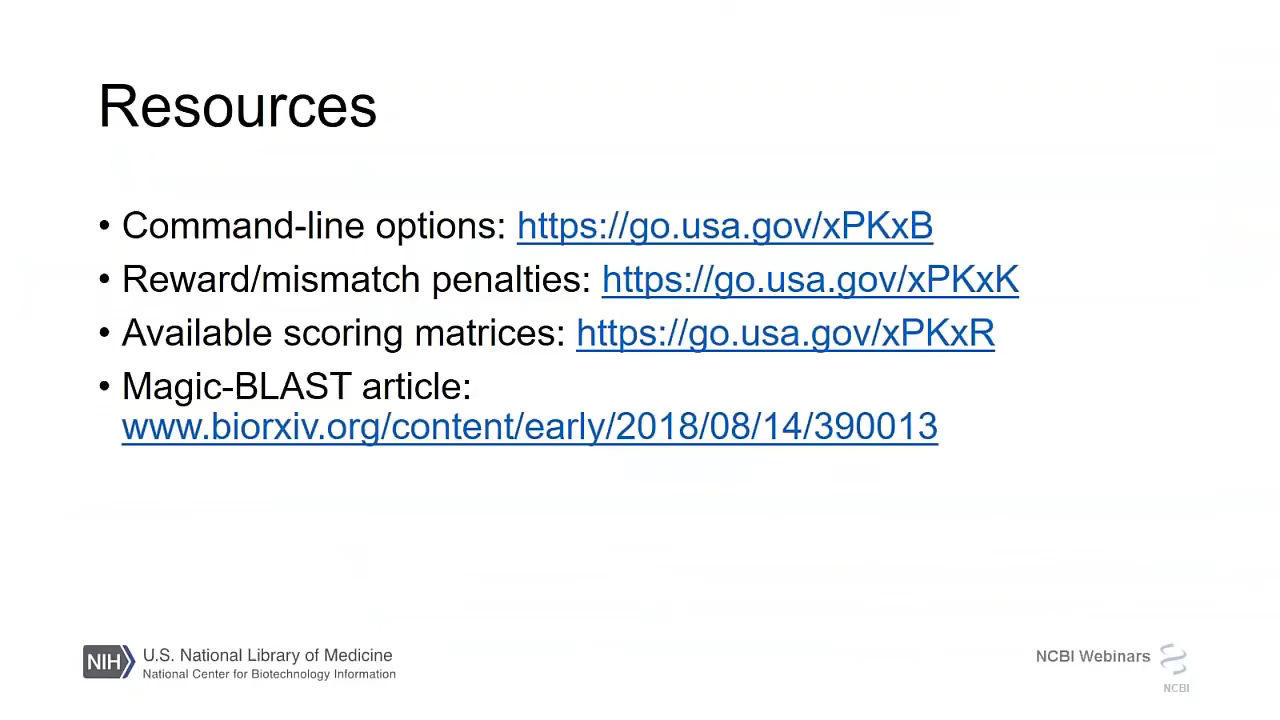 Resources
• Command-line options: https://go.usa.gov/xPKxB
• Reward/mismatch penalties: https://go.usa.gov/xPKxK
• Available scoring matrices: https://go.usa.gov/xPKxR
• Magic-BLAST article:
www.biorxiv.org/content/early/2018/08/14/390013
NIH U.S. National Library of Medicine
National Center for Biotechnology Information
NCBI Webinars
NCBI